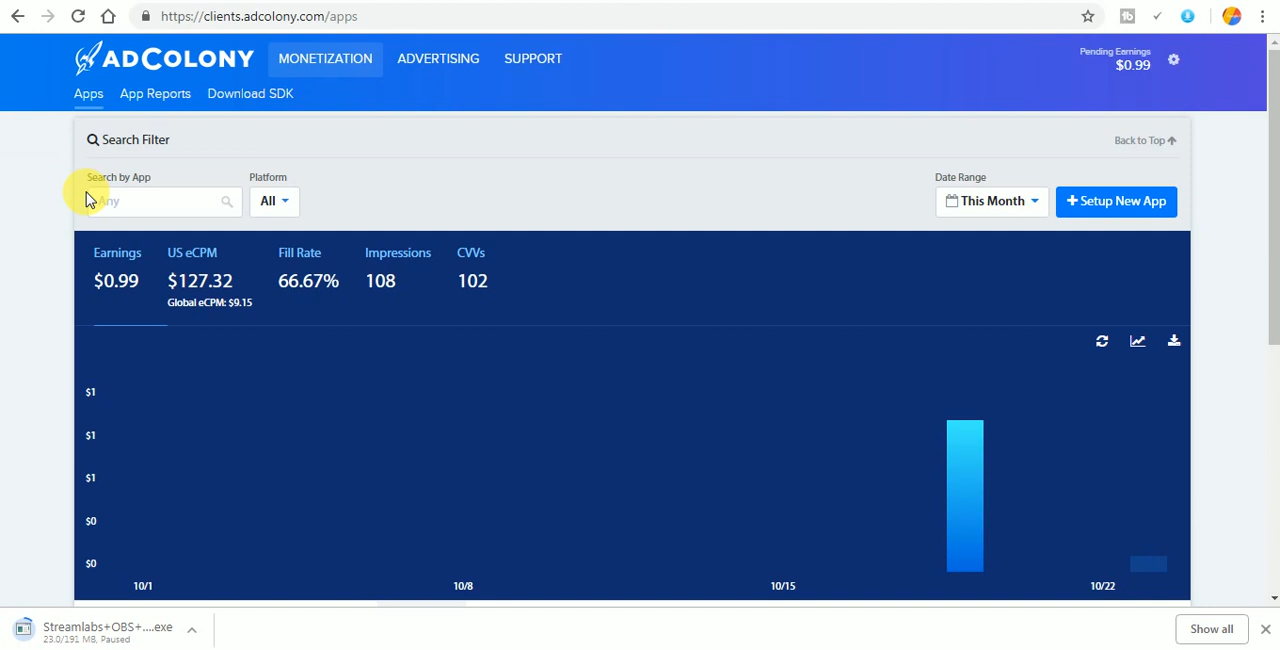 https://clients.adcolony.com/apps
ADCOLONY
MONETIZATION
ADVERTISING
SUPPORT
Pending Earnings
$0.99
Apps
App Reports
Download SDK
Search Filter
Back to Top
Search by App
Platform
Date Range
Any
All
This Month
+ Setup New App
Earnings
US eCPM
Fill Rate
Impressions
CVVs
$0.99
$127.32
66.67%
108
102
Global eCPM: $9.15
$1
$1
$1
$0
$0
10/1
10/8
10/15
10/22
Streamlabs+OBS+....exe
23.0/191 MB, Paused
Show all